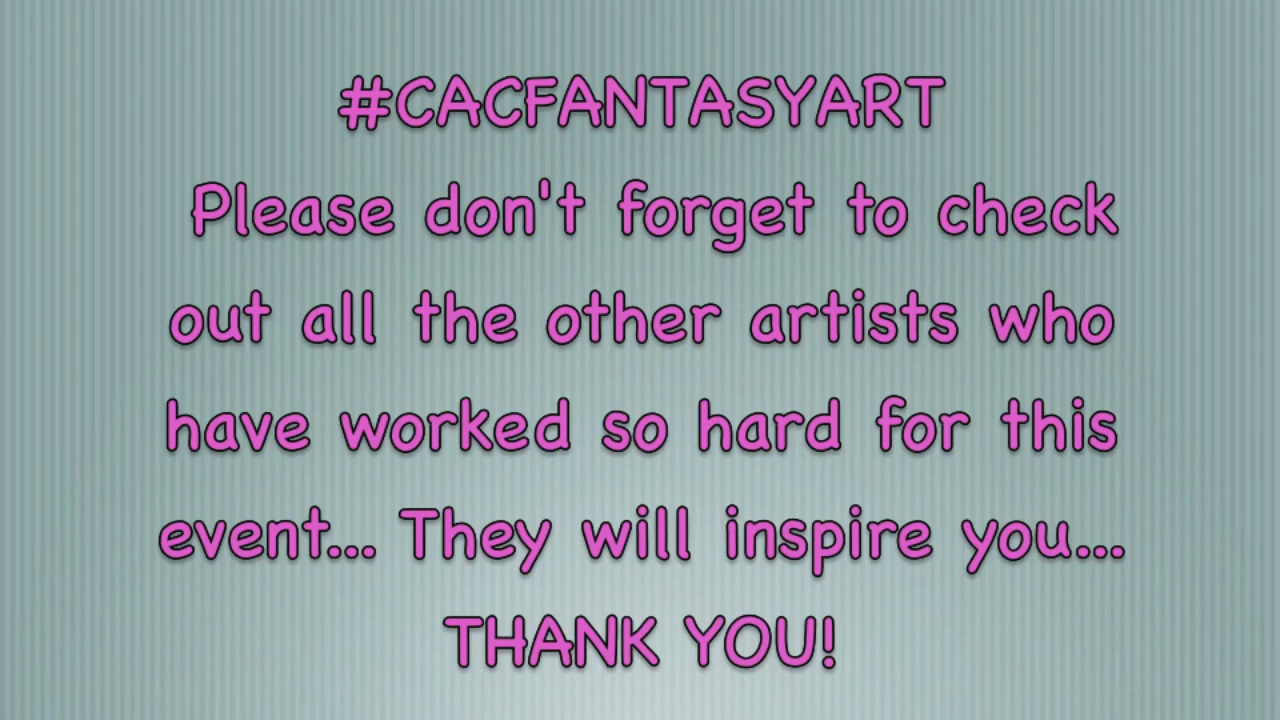 #CACFANTASYART
Please don't forget to check
out all the other artists who
have worked so hard for this
event... They will inspire you...
THANK YOU!